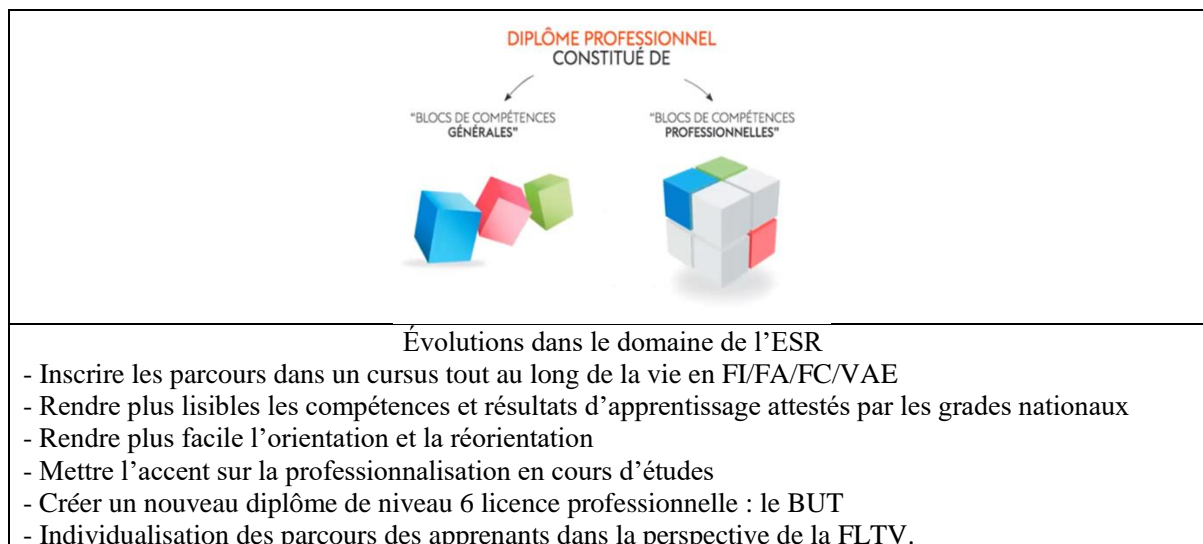 DIPLÔME PROFESSIONNEL
CONSTITUÉ DE
"BLOCS DE COMPÉTENCES
GÉNÉRALES"
"BLOCS DE COMPÉTENCES
PROFESSIONNELLES"
Évolutions dans le domaine de l'ESR
- Inscrire les parcours dans un cursus tout au long de la vie en FI/FA/FC/VAE
- Rendre plus lisibles les compétences et résultats d'apprentissage attestés par les grades nationaux
- Rendre plus facile l'orientation et la réorientation
- Mettre l'accent sur la professionnalisation en cours d'études
- Créer un nouveau diplôme de niveau 6 licence professionnelle : le BUT
- Individualisation des parcours des apprenants dans la perspective de la FLTV.